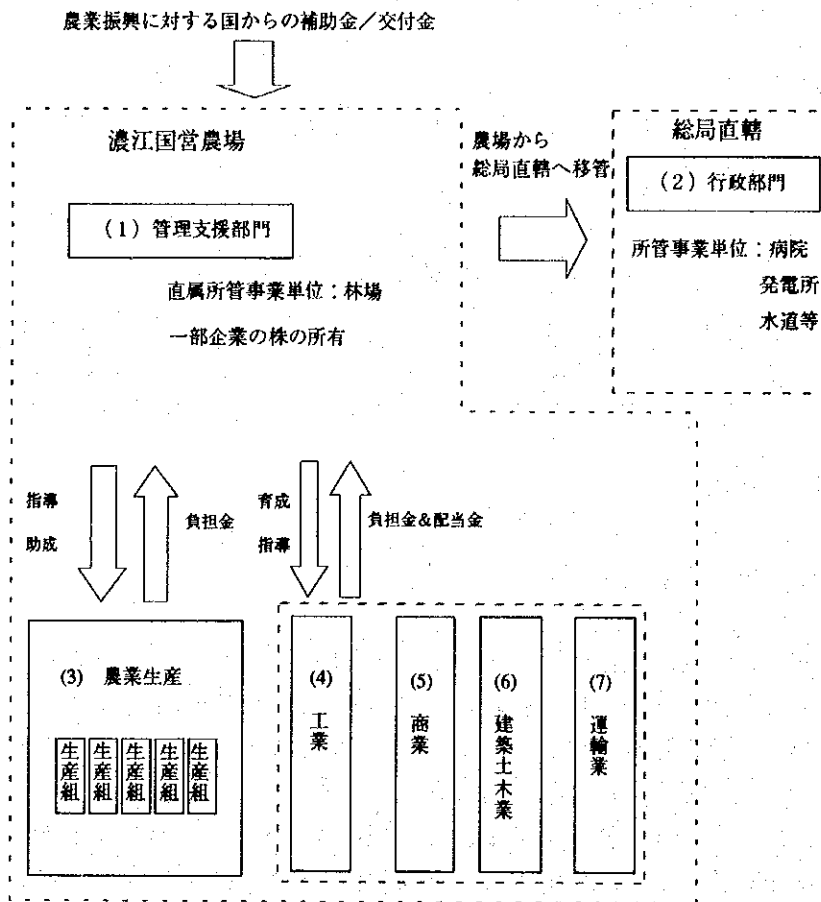 農業振興に対する国からの補助金／交付金
濃江国営農場
農場から
総局直轄へ移管
総局直轄
(1) 管理支援部門
(2) 行政部門
直属所管事業単位：林場
一部企業の株の所有
所管事業単位：病院
発電所
水道等
指導
助成
負担金
育成
指導
負担金&配当金
(3) 農業生産
生産組
生産組
生産組
生産組
生産組
(4)
工業
(5)
商業
(6)
建築土木業
(7)
運輸業